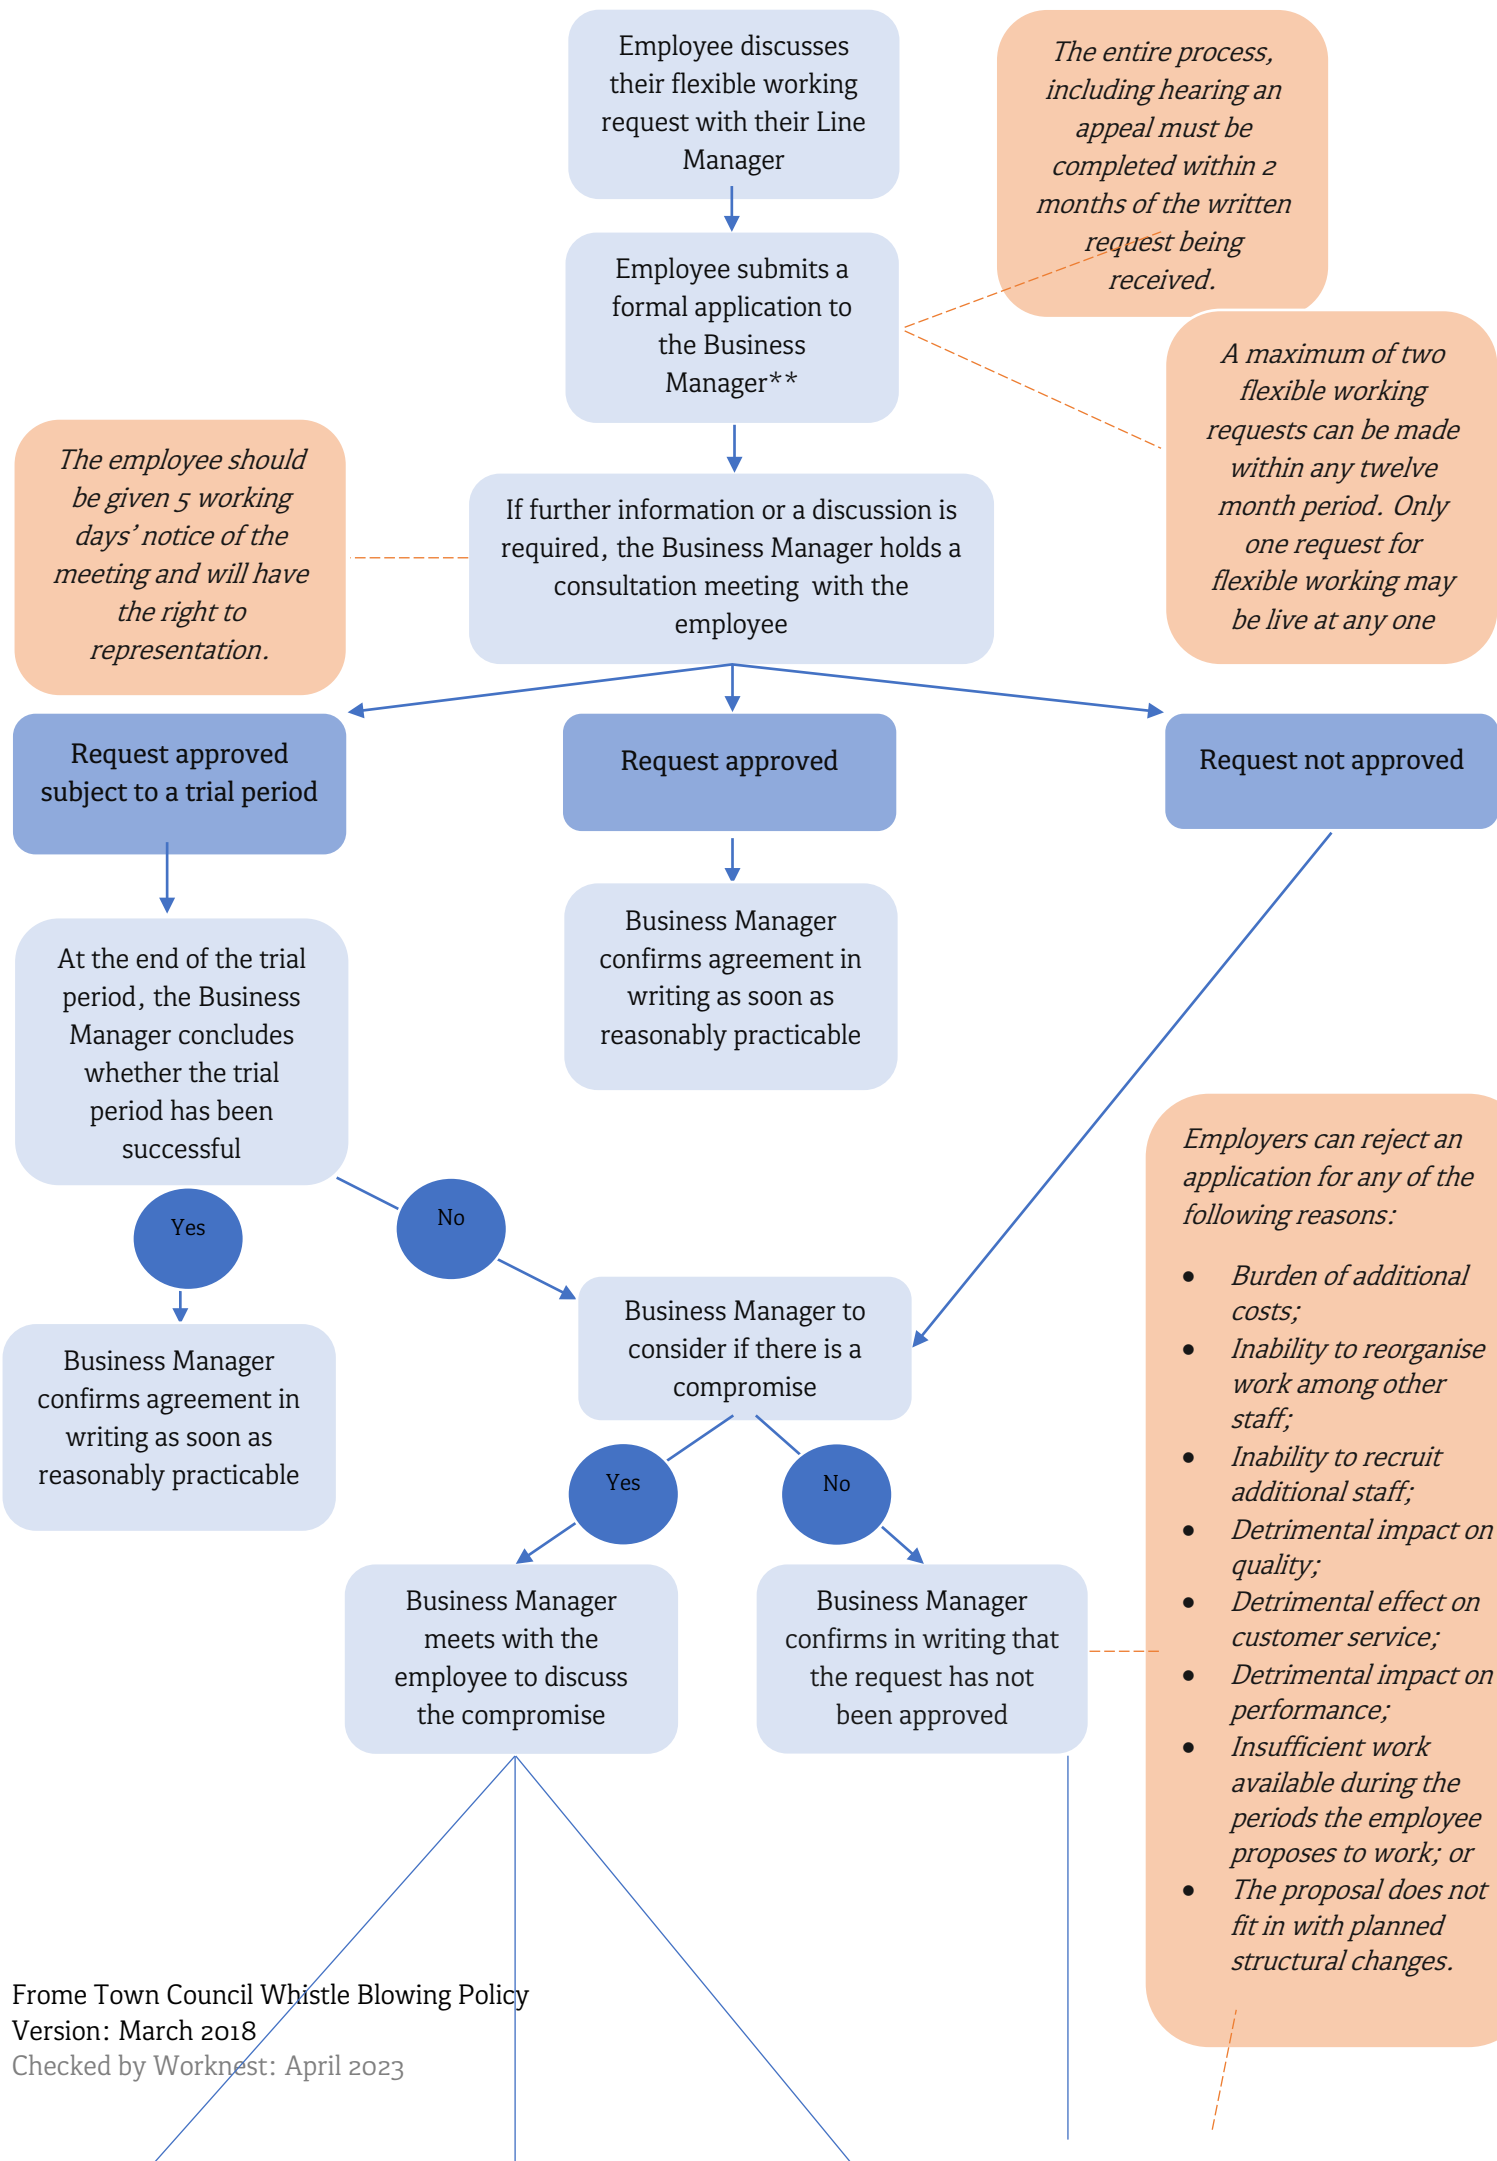 Employee discusses
their flexible working
request with their Line
Manager
The entire process,
including hearing an
appeal must be
completed within 2
months of the written
request being
received.
Employee submits a
formal application to
the Business
Manager**
A maximum of two
flexible working
requests can be made
within any twelve
month period. Only
one request for
flexible working may
be live at any one
The employee should
be given 5 working
days’ notice of the
meeting and will have
the right to
representation.
If further information or a discussion is
required, the Business Manager holds a
consultation meeting with the
employee
Request approved
subject to a trial period
Request approved
Request not approved
At the end of the trial
period, the Business
Manager concludes
whether the trial
period has been
successful
Business Manager
confirms agreement in
writing as soon as
reasonably practicable
Yes
No
Business Manager
confirms agreement in
writing as soon as
reasonably practicable
Business Manager to
consider if there is a
compromise
Yes
No
Business Manager
meets with the
employee to discuss
the compromise
Business Manager
confirms in writing that
the request has not
been approved
Employers can reject an
application for any of the
following reasons:
• Burden of additional
costs;
• Inability to reorganise
work among other
staff;
• Inability to recruit
additional staff;
• Detrimental impact on
quality;
• Detrimental effect on
customer service;
• Detrimental impact on
performance;
• Insufficient work
available during the
periods the employee
proposes to work; or
• The proposal does not
fit in with planned
structural changes.
Frome Town Council Whistle Blowing Policy
Version: March 2018
Checked by Worknest: April 2023